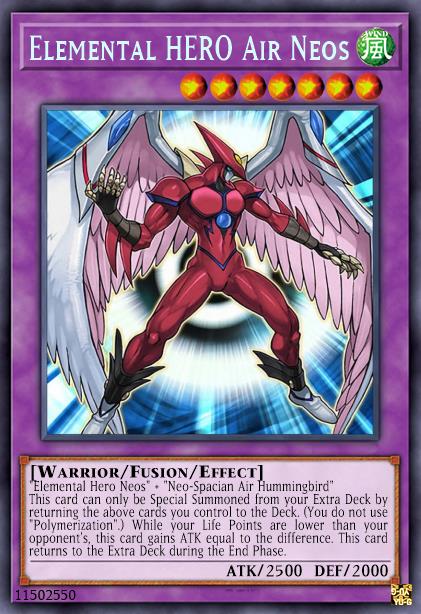 Elemental HERO Air Neos
WIND
風
[Warrior/Fusion/Effect]
"Elemental Hero Neos" + "Neo-Spacian Air Hummingbird"
This card can only be Special Summoned from your Extra Deck by
returning the above cards you control to the Deck. (You do not use
"Polymerization".) While your Life Points are lower than your
opponent's, this card gains ATK equal to the difference. This card
returns to the Extra Deck during the End Phase.
ATK/2500 DEF/2000
11502550